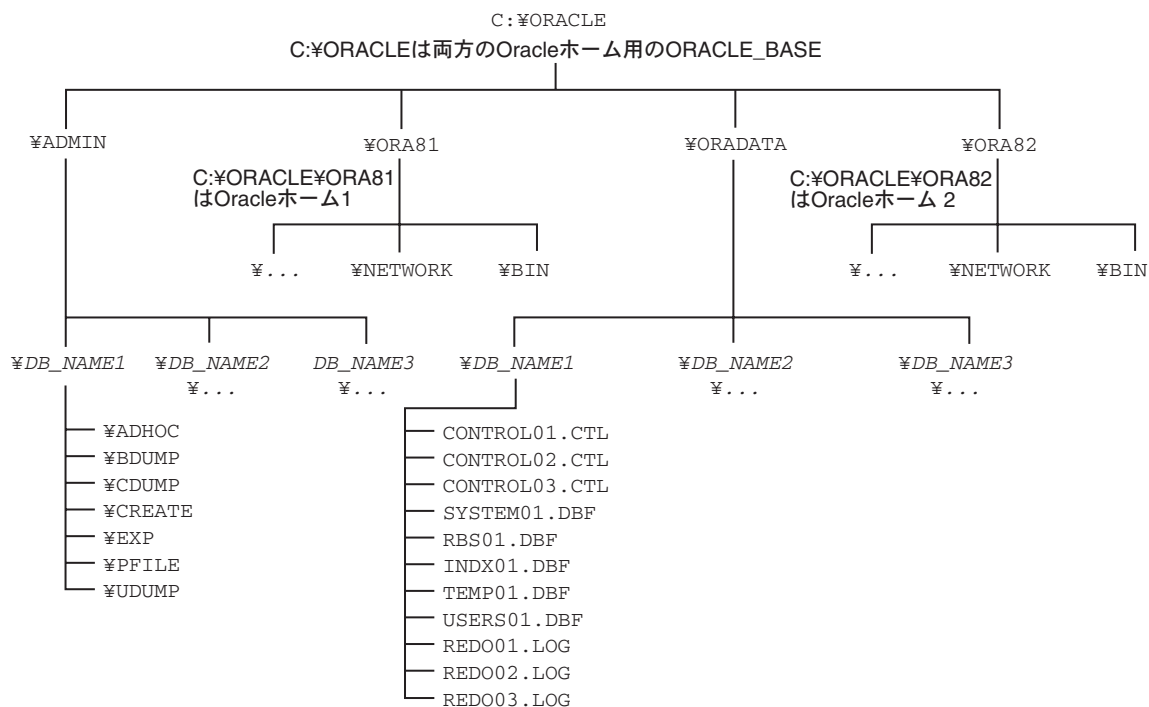 C:¥ORACLE
C:¥ORACLEは両方のOracleホーム用のORACLE_BASE
¥ADMIN
¥ORA81
¥ORADATA
¥ORA82
C:¥ORACLE¥ORA81
はOracleホーム1
C:¥ORACLE¥ORA82
はOracleホーム 2
¥...
¥NETWORK
¥BIN
¥...
¥NETWORK
¥BIN
¥DB_NAME1
¥DB_NAME2
¥...
DB_NAME3
¥...
¥DB_NAME1
¥DB_NAME2
¥...
¥DB_NAME3
¥...
¥ADHOC
¥BDUMP
¥CDUMP
¥CREATE
¥EXP
¥PFILE
¥UDUMP
CONTROL01.CTL
CONTROL02.CTL
CONTROL03.CTL
SYSTEM01.DBF
RBS01.DBF
INDX01.DBF
TEMP01.DBF
USERS01.DBF
REDO01.LOG
REDO02.LOG
REDO03.LOG